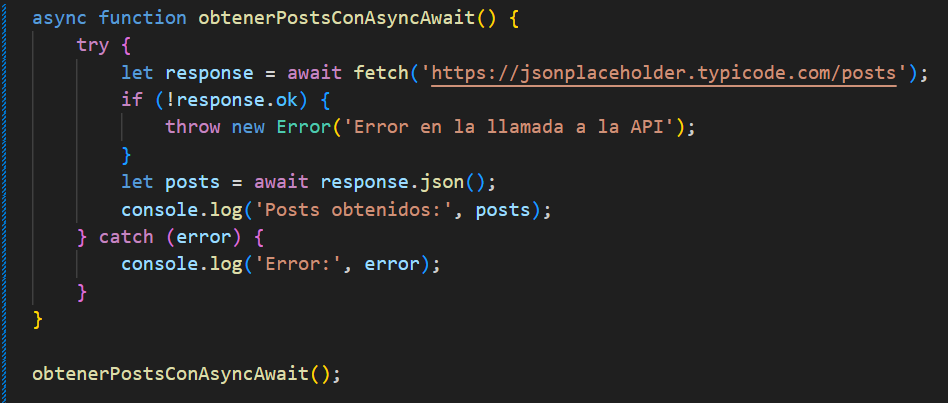 async function obtenerPostsConAsyncAwait() {
    try {
        let response = await fetch('https://jsonplaceholder.typicode.com/posts');
        if (!response.ok) {
            throw new Error('Error en la llamada a la API');
        }
        let posts = await response.json();
        console.log('Posts obtenidos:', posts);
    } catch (error) {
        console.log('Error:', error);
    }
}

obtenerPostsConAsyncAwait();